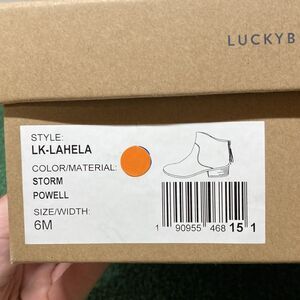 LUCKYB
STYLE:
LK-LAHELA
COLOR/MATERIAL:
STORM
POWELL
SIZE/WIDTH:
6M
1 90955 468 15 1